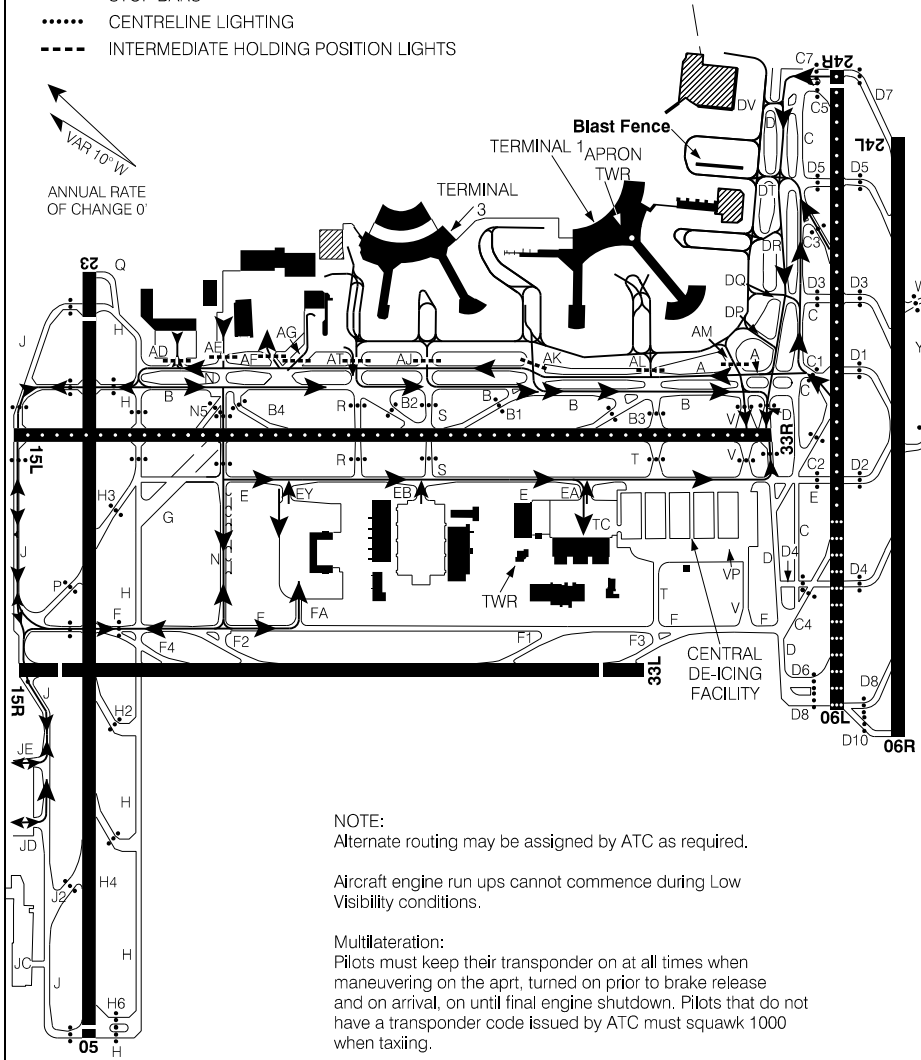 STOP BARS
CENTRELINE LIGHTING
INTERMEDIATE HOLDING POSITION LIGHTS
VAR 10° W
ANNUAL RATE
OF CHANGE 0'
C7
24R
D7
DV
D
C5
C
24L
Blast Fence
TERMINAL 1
APRON
TWR
D5
D5
TERMINAL
3
DT
C3
DR
23
Q
DQ
D3
D3
C
W
DP
J
H
AD
AE
AF
AG
AT
AJ
AK
AL
AM
A
A
C1
D1
Y
N
B
H
N5
B4
R
B2
S
B1
B
B3
B
V
D
C
15L
33R
R
S
T
V
C2
D2
H3
E
EY
EB
E
EA
E
G
TC
C
J
N
D
D4
VP
D4
P
H
TWR
T
V
F
F
F
F
FA
C4
F4
F2
F1
F3
D
15R
33L
CENTRAL
DE-ICING
FACILITY
D6
D8
J
D8
06L
H2
D10
06R
JE
H
JD
H4
J2
H
JC
J
H6
05
H
NOTE:
Alternate routing may be assigned by ATC as required.
Aircraft engine run ups cannot commence during Low
Visibility conditions.
Multilateration:
Pilots must keep their transponder on at all times when
maneuvering on the aprt, turned on prior to brake release
and on arrival, on until final engine shutdown. Pilots that do not
have a transponder code issued by ATC must squawk 1000
when taxiing.